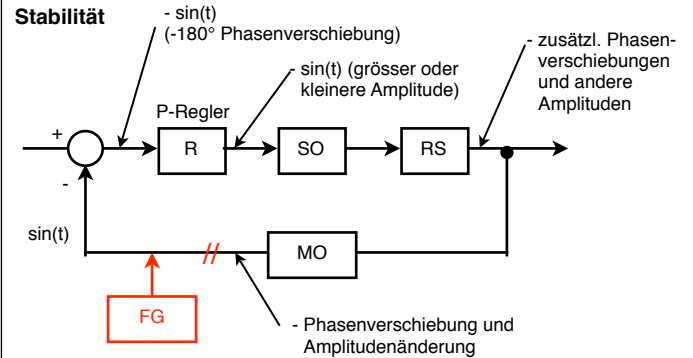 Stabilität
- sin(t)
(-180° Phasenverschiebung)
- sin(t) (grösser oder
kleinere Amplitude)
- zusätzl. Phasen-
verschiebungen
und andere
Amplituden
P-Regler
+
R
SO
RS
-
sin(t)
MO
FG
- Phasenverschiebung und
Amplitudenänderung